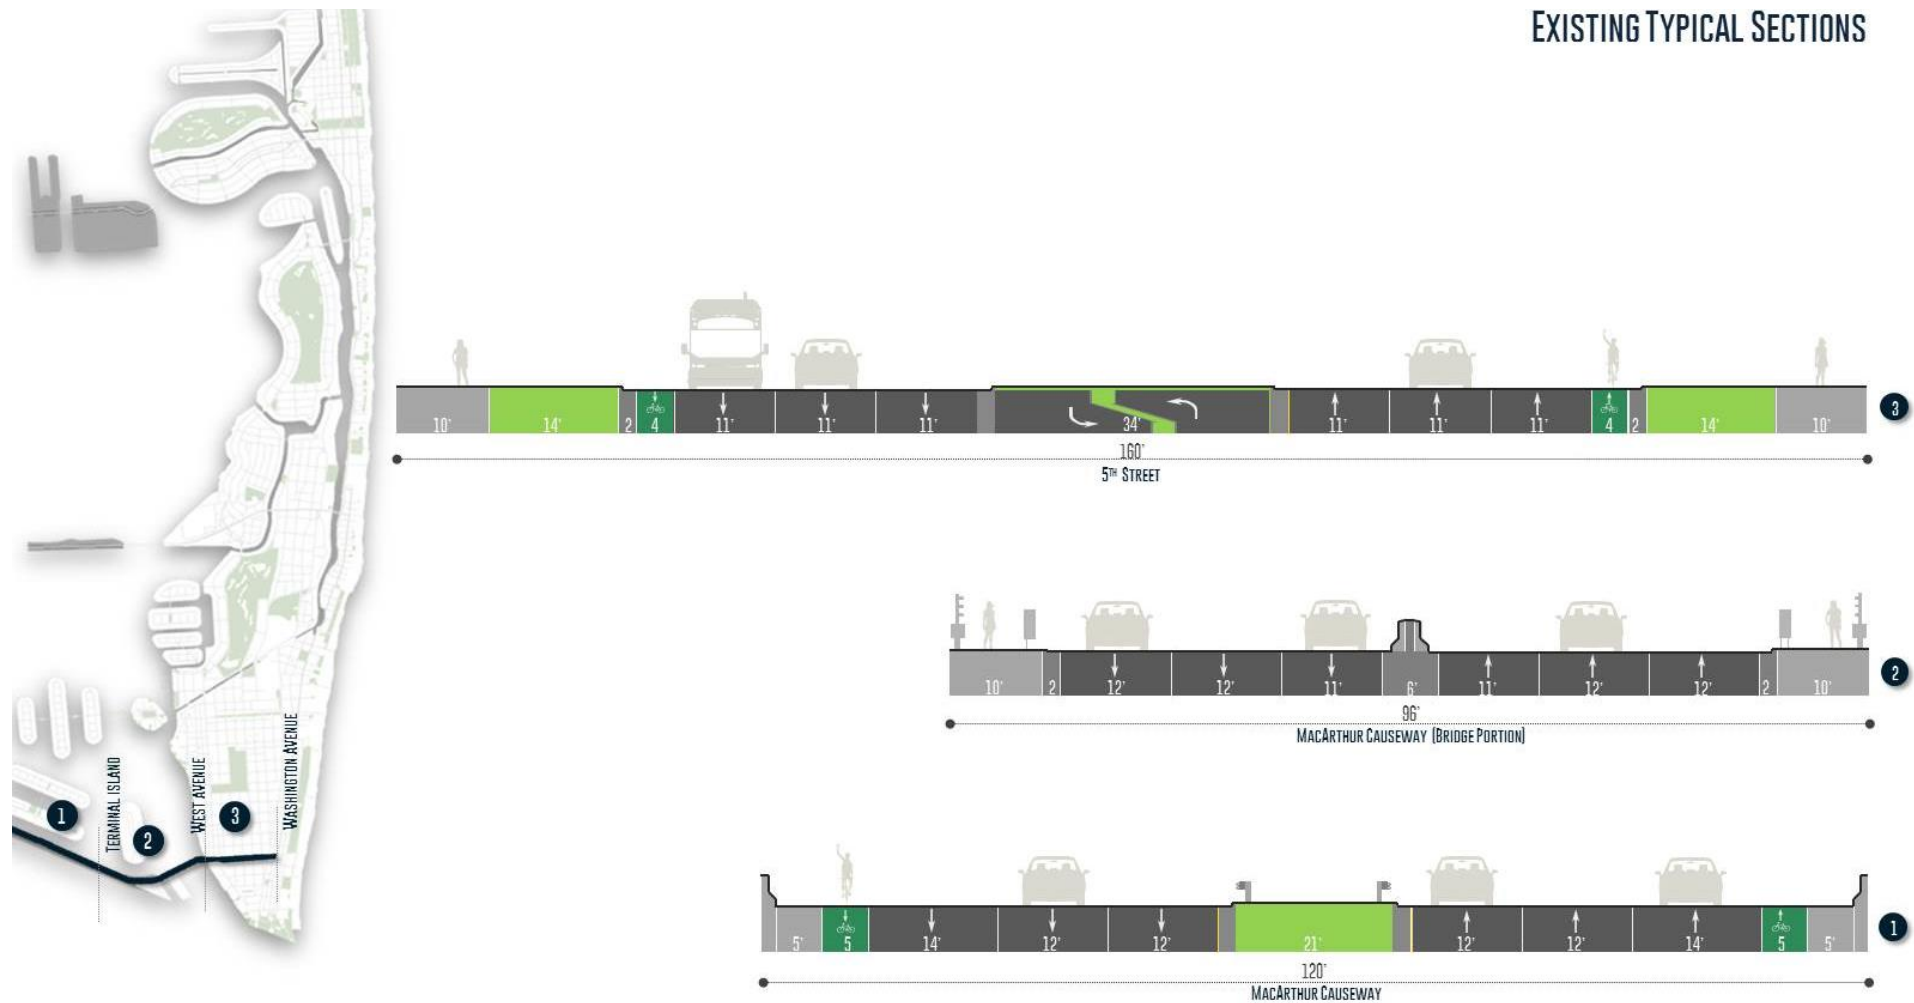 EXISTING TYPICAL SECTIONS
10' 14' 2 4 11' 11' 11' 34' 11' 11' 11' 4 2 14' 10'
3
160'
5TH STREET
10' 2 12' 12' 11' 6' 11' 12' 12' 2 10'
2
96'
MACARTHUR CAUSEWAY (BRIDGE PORTION)
5' 5 14' 12' 12' 21' 12' 12' 14' 5 5'
1
120'
MACARTHUR CAUSEWAY
1
TERMINAL ISLAND
2
WEST AVENUE
3
WASHINGTON AVENUE